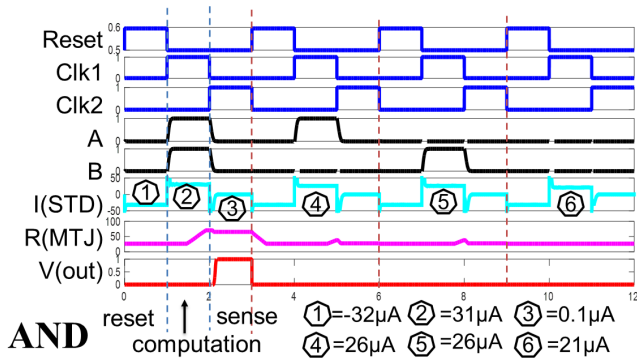 Reset 0.6 0.5
Clk1 1 0
Clk2 1 0
A 1 0
B 1 0
I(STD) 50 0 -50 ① ② ③ ④ ⑤ ⑥
R(MTJ) 100 50 0
V(out) 1 0.5 0
0 2 4 6 8 10 12
reset sense ①=-32µA ②=31µA ③=0.1µA
AND computation ④=26µA ⑤=26µA ⑥=21µA